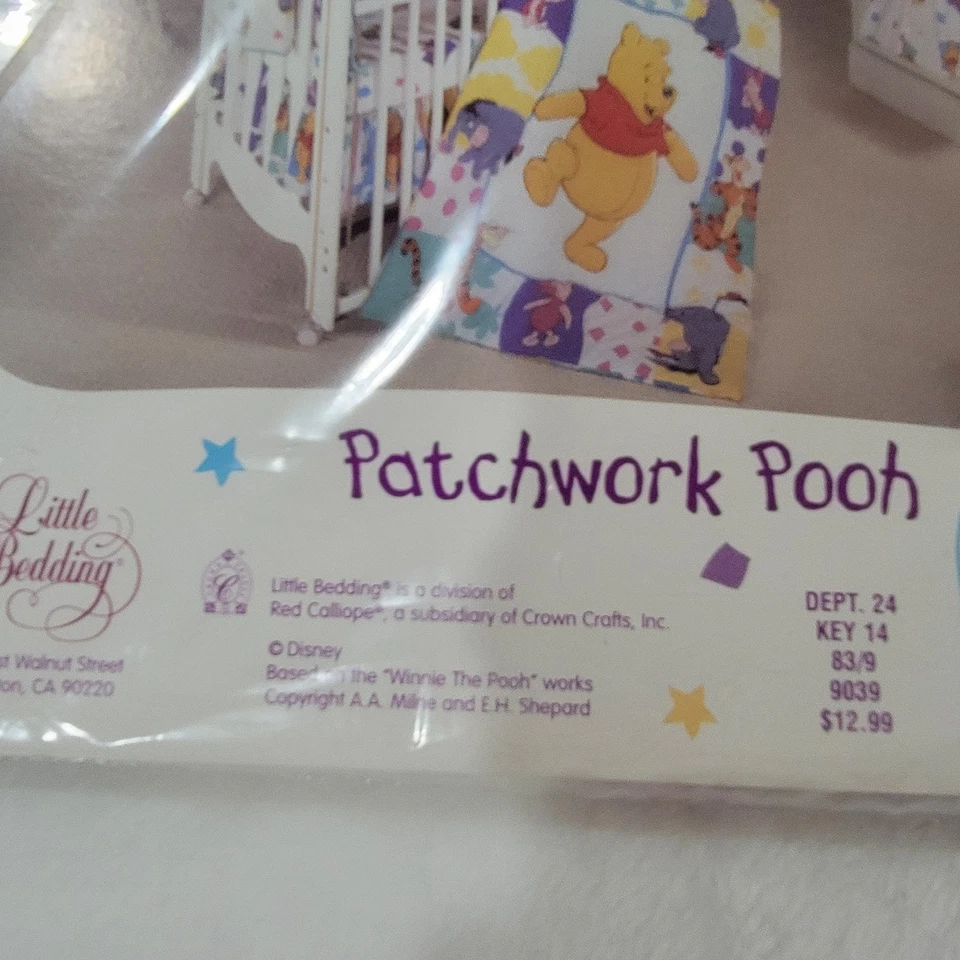 Patchwork Pooh
Little
Bedding®
Little Bedding® is a division of
Red Calliope®, a subsidiary of Crown Crafts, Inc.
© Disney
Based on the "Winnie The Pooh" works
Copyright A.A. Milne and E.H. Shepard
Walnut Street
CA 90220
DEPT. 24
KEY 14
83/9
9039
$12.99